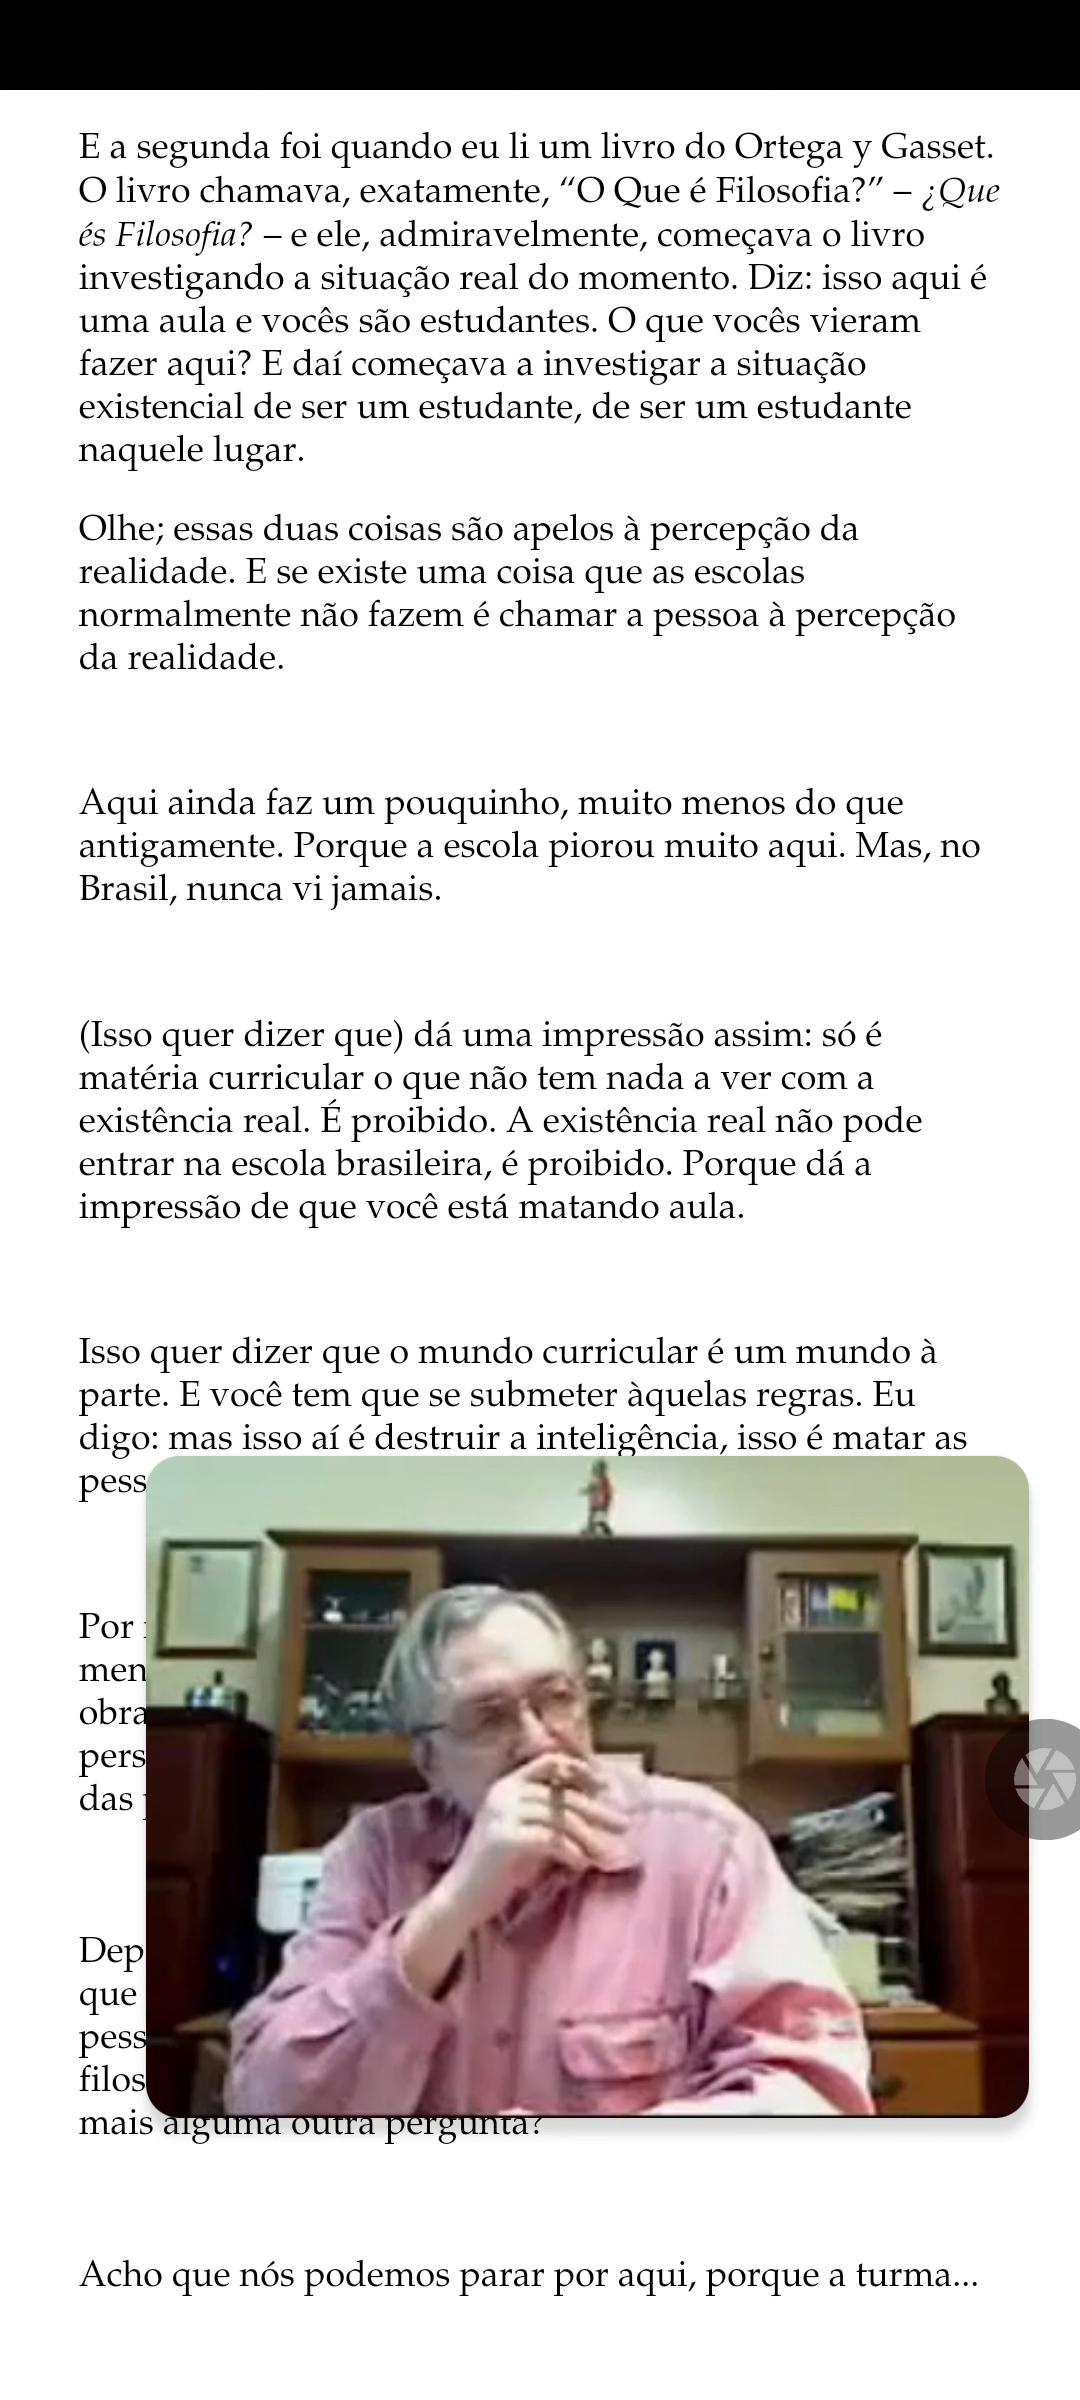 E a segunda foi quando eu li um livro do Ortega y Gasset.
O livro chamava, exatamente, “O Que é Filosofia?” – ¿Que
és Filosofia? – e ele, admiravelmente, começava o livro
investigando a situação real do momento. Diz: isso aqui é
uma aula e vocês são estudantes. O que vocês vieram
fazer aqui? E daí começava a investigar a situação
existencial de ser um estudante, de ser um estudante
naquele lugar.
Olhe; essas duas coisas são apelos à percepção da
realidade. E se existe uma coisa que as escolas
normalmente não fazem é chamar a pessoa à percepção
da realidade.
Aqui ainda faz um pouquinho, muito menos do que
antigamente. Porque a escola piorou muito aqui. Mas, no
Brasil, nunca vi jamais.
(Isso quer dizer que) dá uma impressão assim: só é
matéria curricular o que não tem nada a ver com a
existência real. É proibido. A existência real não pode
entrar na escola brasileira, é proibido. Porque dá a
impressão de que você está matando aula.
Isso quer dizer que o mundo curricular é um mundo à
parte. E você tem que se submeter àquelas regras. Eu
digo: mas isso aí é destruir a inteligência, isso é matar as
pess
Por
men
obra
pers
das
Dep
que
pess
filos
mais alguma outra pergunta?
Acho que nós podemos parar por aqui, porque a turma...